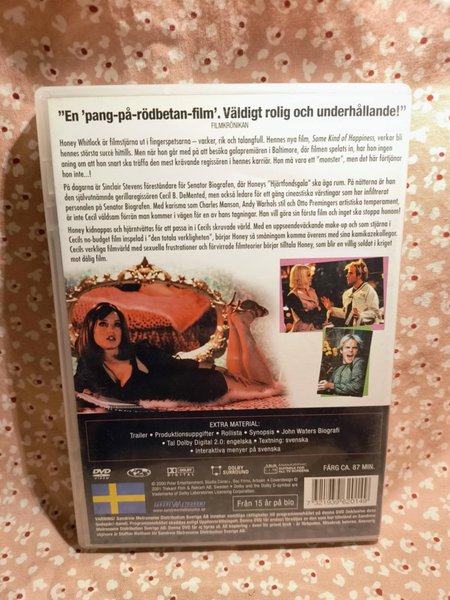 "En 'pang-på-rödbetan-film'. Väldigt rolig och underhållande!"
FILMKRÖNIKAN
Honey Whitlock är filmstjärna ut i fingerspetsarna – vacker, rik och talangfull. Hennes nya film, Some Kind of Happiness, verkar bli
hennes största succé hittills. Men när hon går med på att besöka galapremiären i Baltimore, där filmen spelats in, har hon ingen
aning om att hon snart ska träffa den mest krävande regissören i hennes karriär. Han må vara ett "monster", men det här förtjänar
hon inte...!
På dagarna är Sinclair Stevens föreståndare för Senator Biografen, där Honeys "Hjärtfondsgala" ska äga rum. På nätterna är han
den självutnämnde gerillaregissören Cecil B. DeMented, men också ledare för ett gäng cineastiska värstingar som har infiltrerat
personalen på Senator Biografen. Med karisma som Charles Manson, Andy Warhols stil och Otto Premingers artistiska temperament,
är inte Cecil våldsam förrän man kommer i vägen för en av hans tagningar. Han vill göra sin första film och inget ska stoppa honom!
Honey kidnappas och hjärntvättas för att passa in i Cecils skruvade värld. Med en uppseendeväckande make-up och som stjärna i
Cecils no-budget film inspelad i "den totala verkligheten", börjar Honey så småningom komma överens med sina kamikazekollegor.
Cecils verkliga filmvärld med sexuella frustrationer och förvirrade filmteorier börjar tilltala Honey, som blir en villig soldat i kriget
mot dålig film.
EXTRA MATERIAL:
Trailer • Produktionsuppgifter • Rollista • Synopsis • John Waters Biografi
• Tal Dolby Digital 2.0: engelska • Textning: svenska
• Interaktiva menyer på svenska
DVD
VIDEO
DOLBY
DIGITAL
DOLBY
SURROUND
FÄRG CA. 87 MIN.
Från 15 år på bio
7 321939 620149